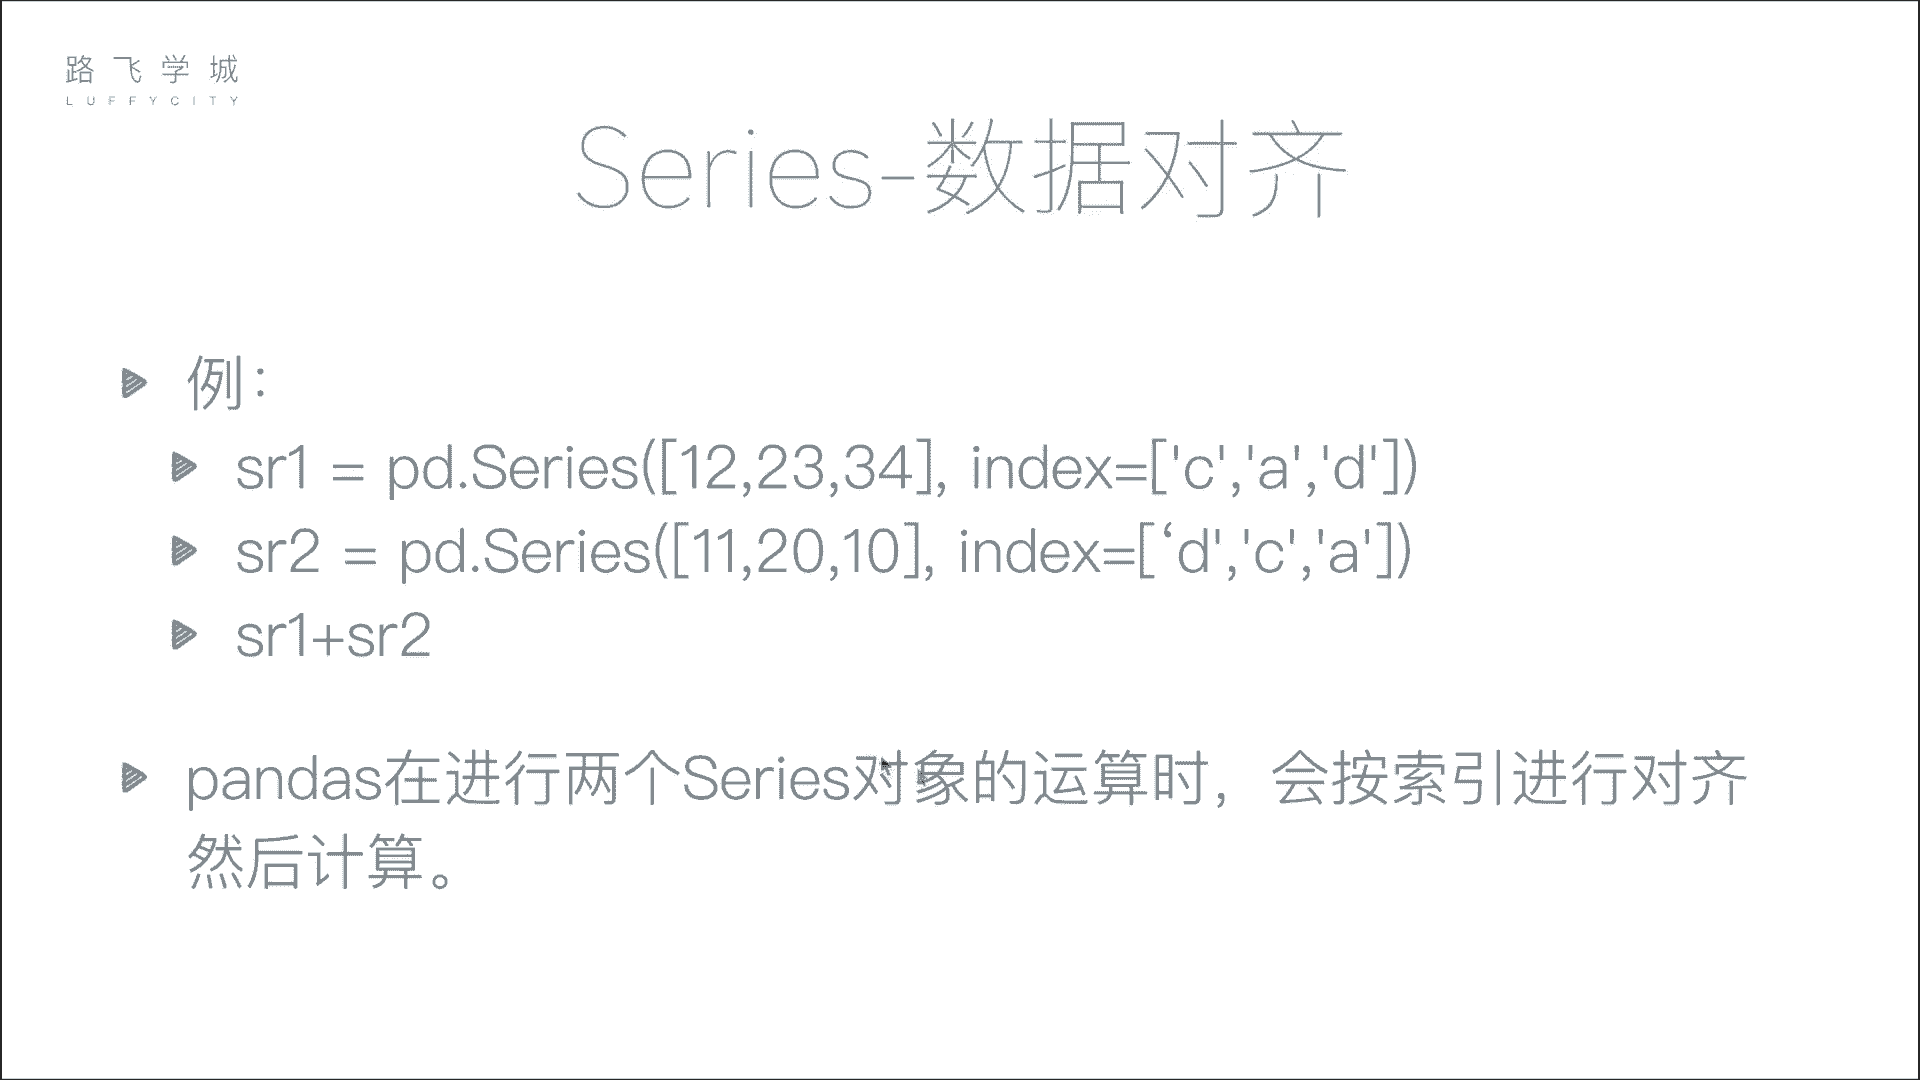 路飞学城
LUFFYCITY
Series-数据对齐
例：
sr1 = pd.Series([12,23,34], index=['c','a','d'])
sr2 = pd.Series([11,20,10], index=[‘d','c','a'])
sr1+sr2
pandas在进行两个Series对象的运算时，会按索引进行对齐
然后计算。